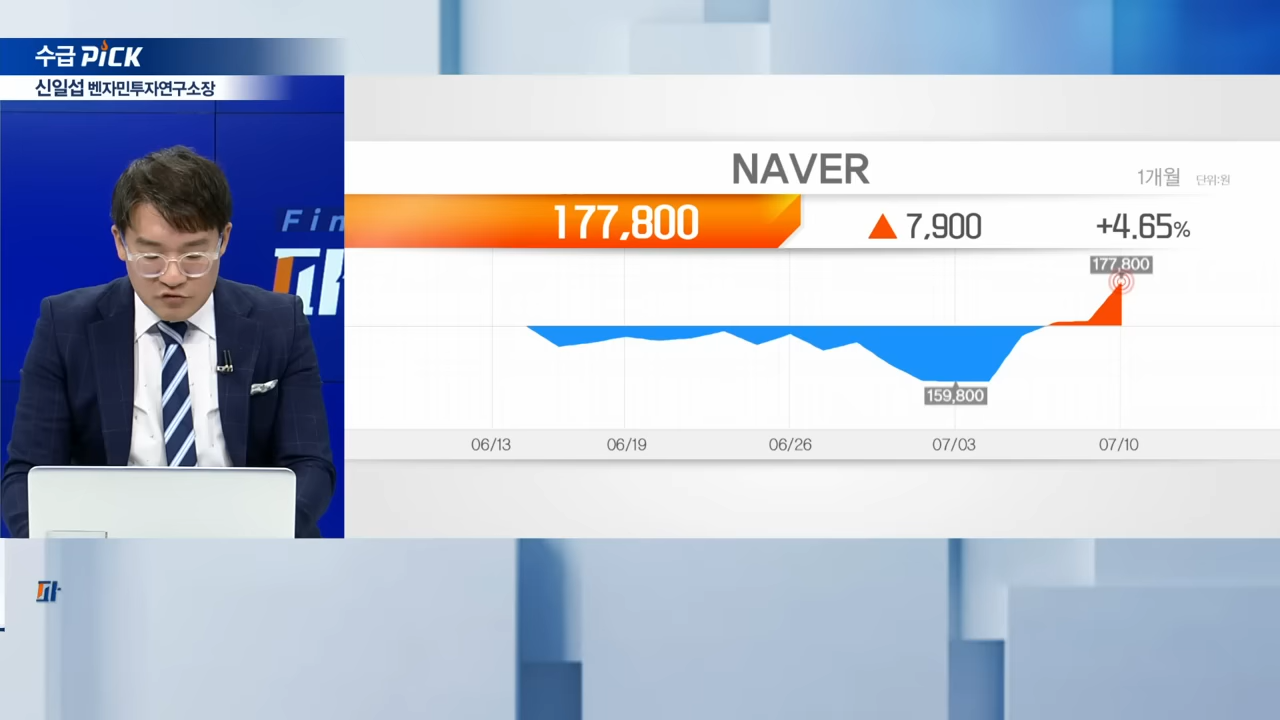 수급 PiCK
신일섭 벤자민투자연구소장
Fin
NAVER
1개월 단위:원
177,800 ▲ 7,900 +4.65%
177,800
159,800
06/13 06/19 06/26 07/03 07/10